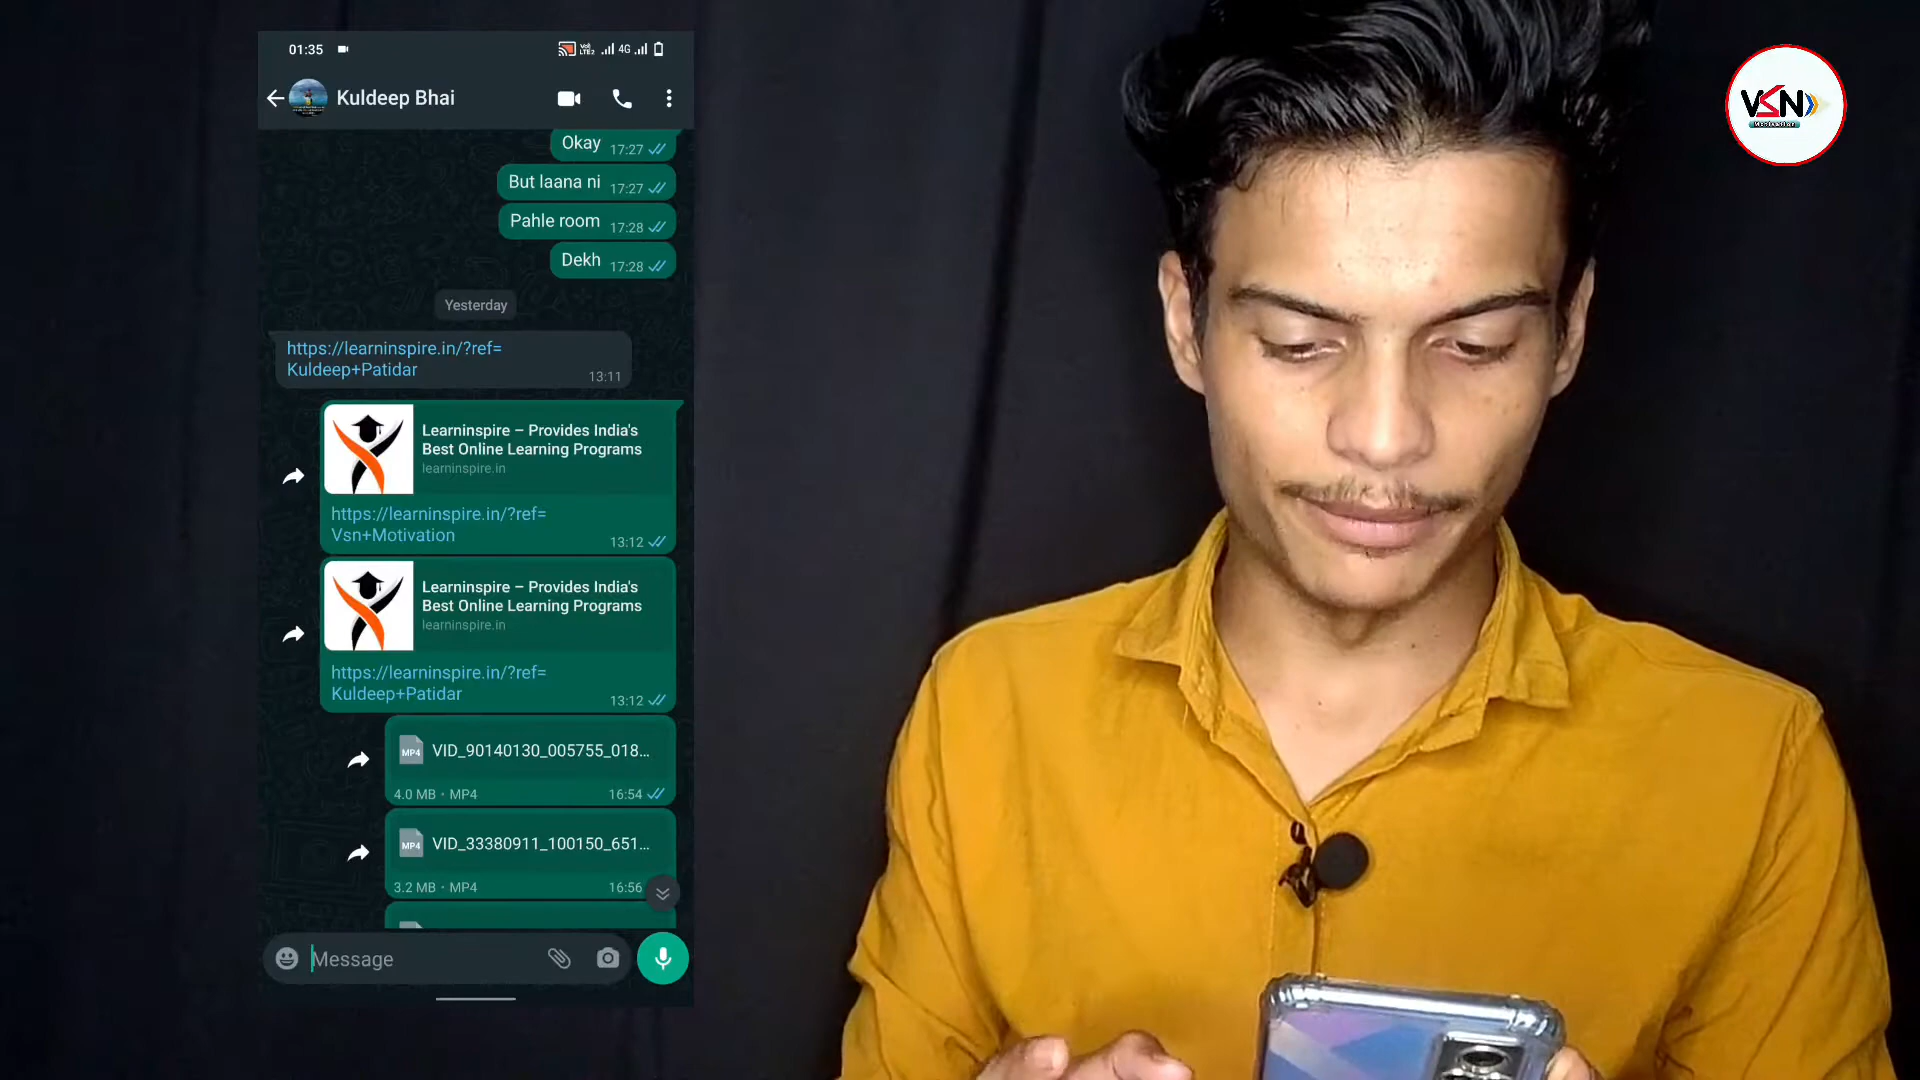 01:35
Vo)) LTE2
4G
Kuldeep Bhai
Okay 17:27
But laana ni 17:27
Pahle room 17:28
Dekh 17:28
Yesterday
https://learninspire.in/?ref=
Kuldeep+Patidar
13:11
Learninspire – Provides India's
Best Online Learning Programs
learninspire.in
https://learninspire.in/?ref=
Vsn+Motivation
13:12
Learninspire – Provides India's
Best Online Learning Programs
learninspire.in
https://learninspire.in/?ref=
Kuldeep+Patidar
13:12
MP4 VID_90140130_005755_018...
4.0 MB • MP4 16:54
MP4 VID_33380911_100150_651...
3.2 MB • MP4 16:56
Message
VSN
Motivation